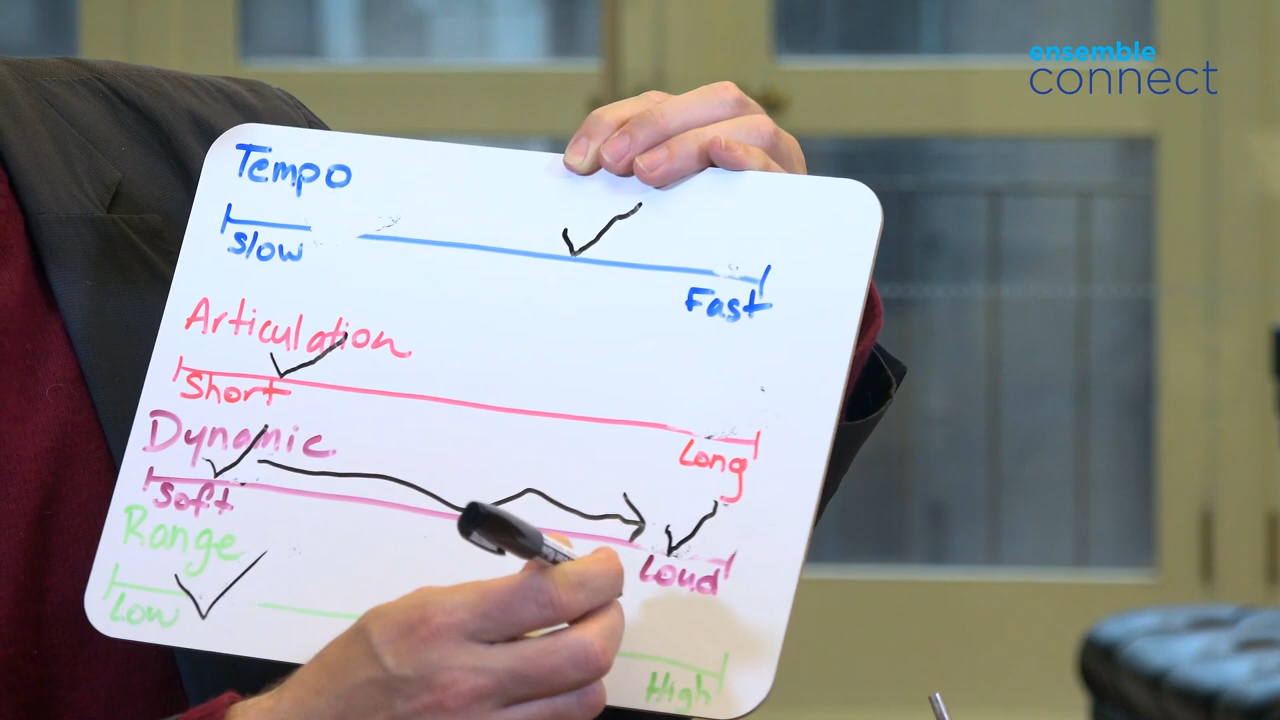 ensemble
connect
Tempo
Slow
Fast
Articulation
Short
Long
Dynamic
Soft
Loud
Range
Low
High